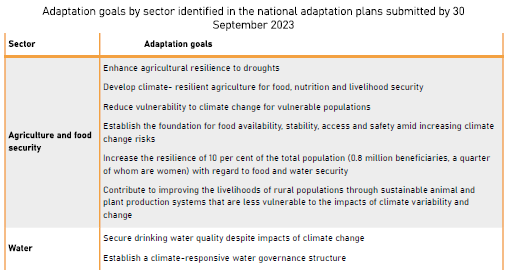 Adaptation goals by sector identified in the national adaptation plans submitted by 30
September 2023
Sector
Adaptation goals
Agriculture and food
security
Enhance agricultural resilience to droughts
Develop climate- resilient agriculture for food, nutrition and livelihood security
Reduce vulnerability to climate change for vulnerable populations
Establish the foundation for food availability, stability, access and safety amid increasing climate
change risks
Increase the resilience of 10 per cent of the total population (0.8 million beneficiaries, a quarter
of whom are women) with regard to food and water security
Contribute to improving the livelihoods of rural populations through sustainable animal and
plant production systems that are less vulnerable to the impacts of climate variability and
change
Water
Secure drinking water quality despite impacts of climate change
Establish a climate-responsive water governance structure